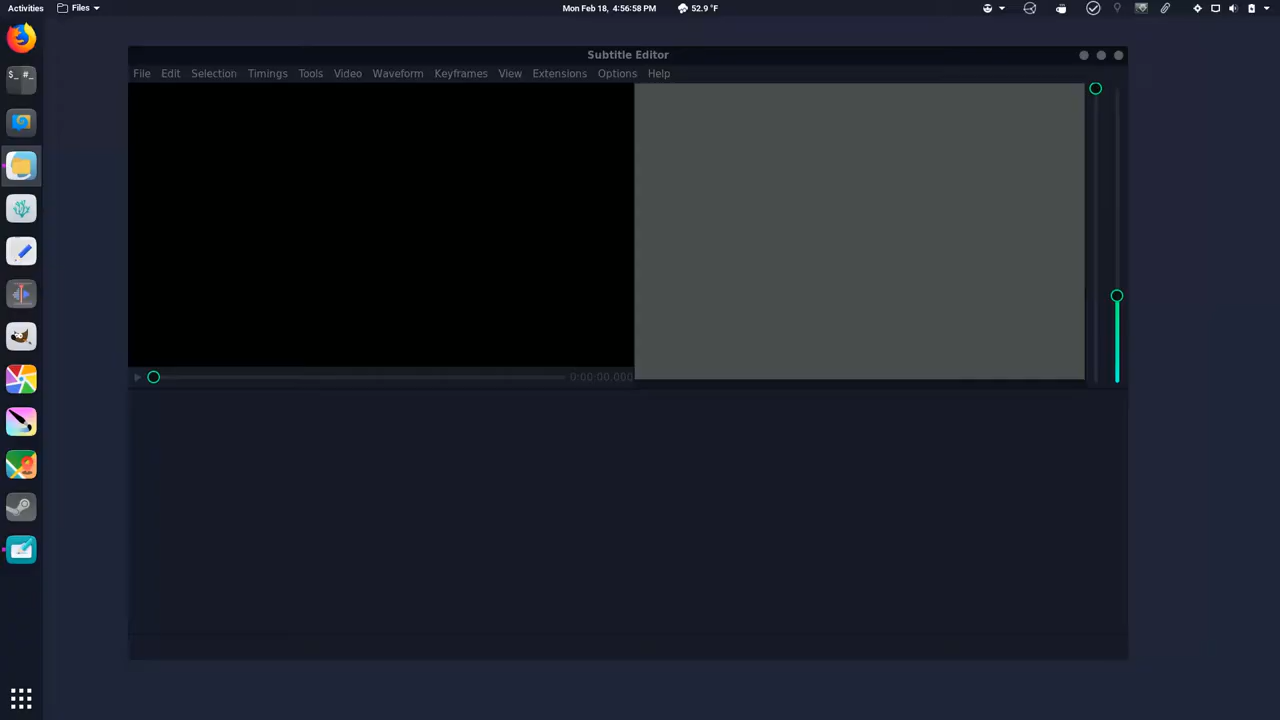 Activities Files Mon Feb 18, 4:56:58 PM 52.9 °F
Subtitle Editor
File Edit Selection Timings Tools Video Waveform Keyframes View Extensions Options Help
$_ #_
0:00:00.000